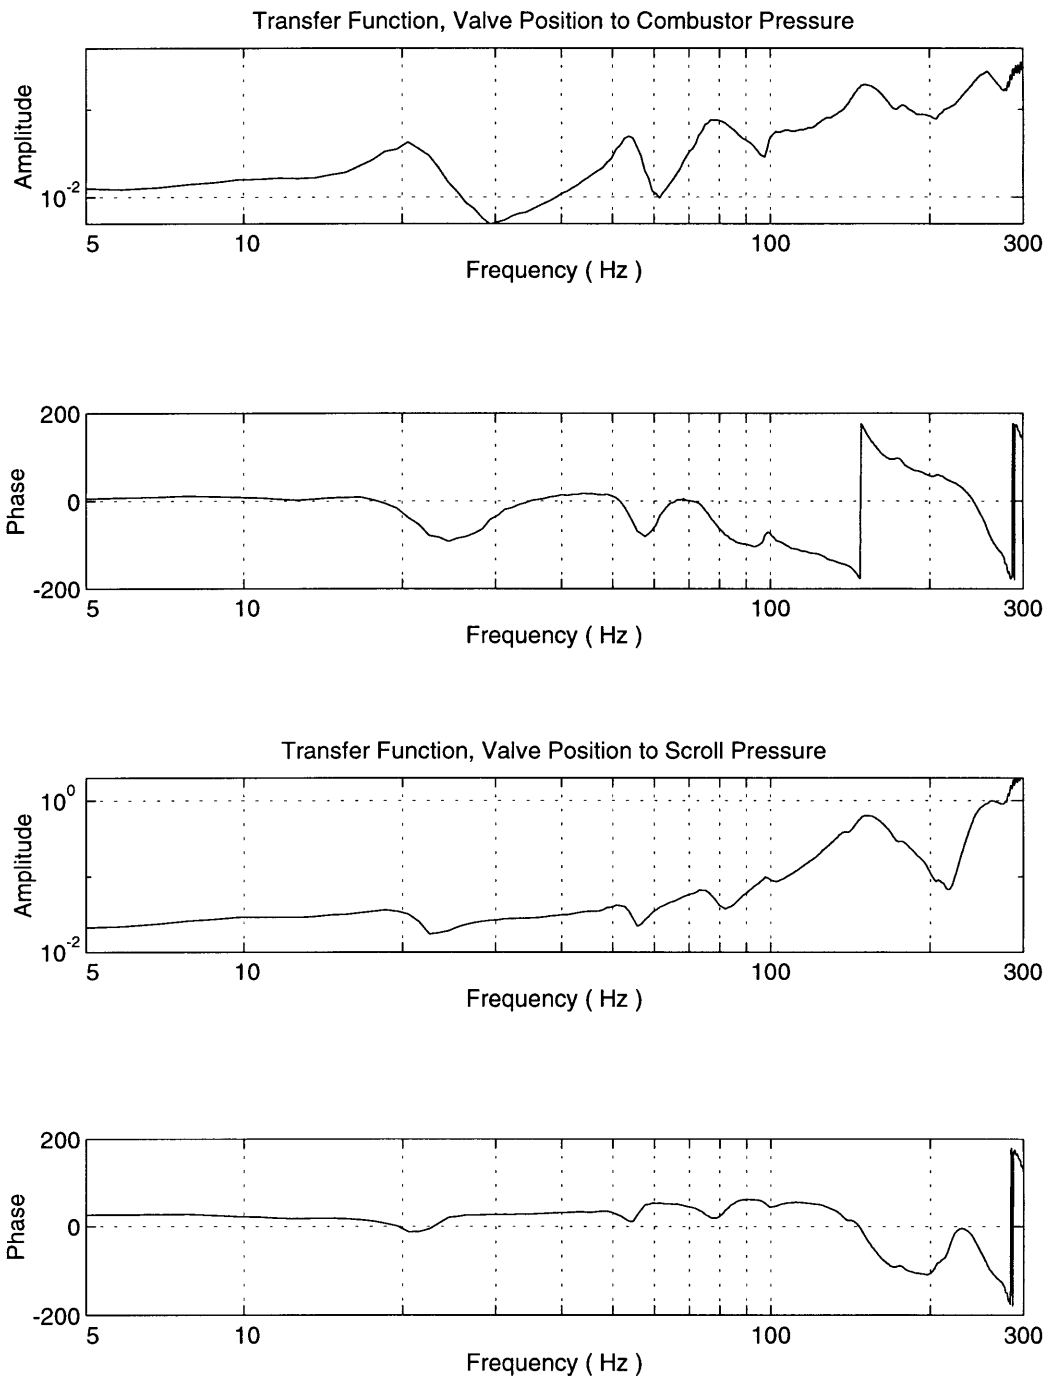 Transfer Function, Valve Position to Combustor Pressure
Amplitude
10-2
5 10 100 300
Frequency ( Hz )
200
Phase
0
-200
5 10 100 300
Frequency ( Hz )
Transfer Function, Valve Position to Scroll Pressure
100
Amplitude
10-2
5 10 100 300
Frequency ( Hz )
200
Phase
0
-200
5 10 100 300
Frequency ( Hz )